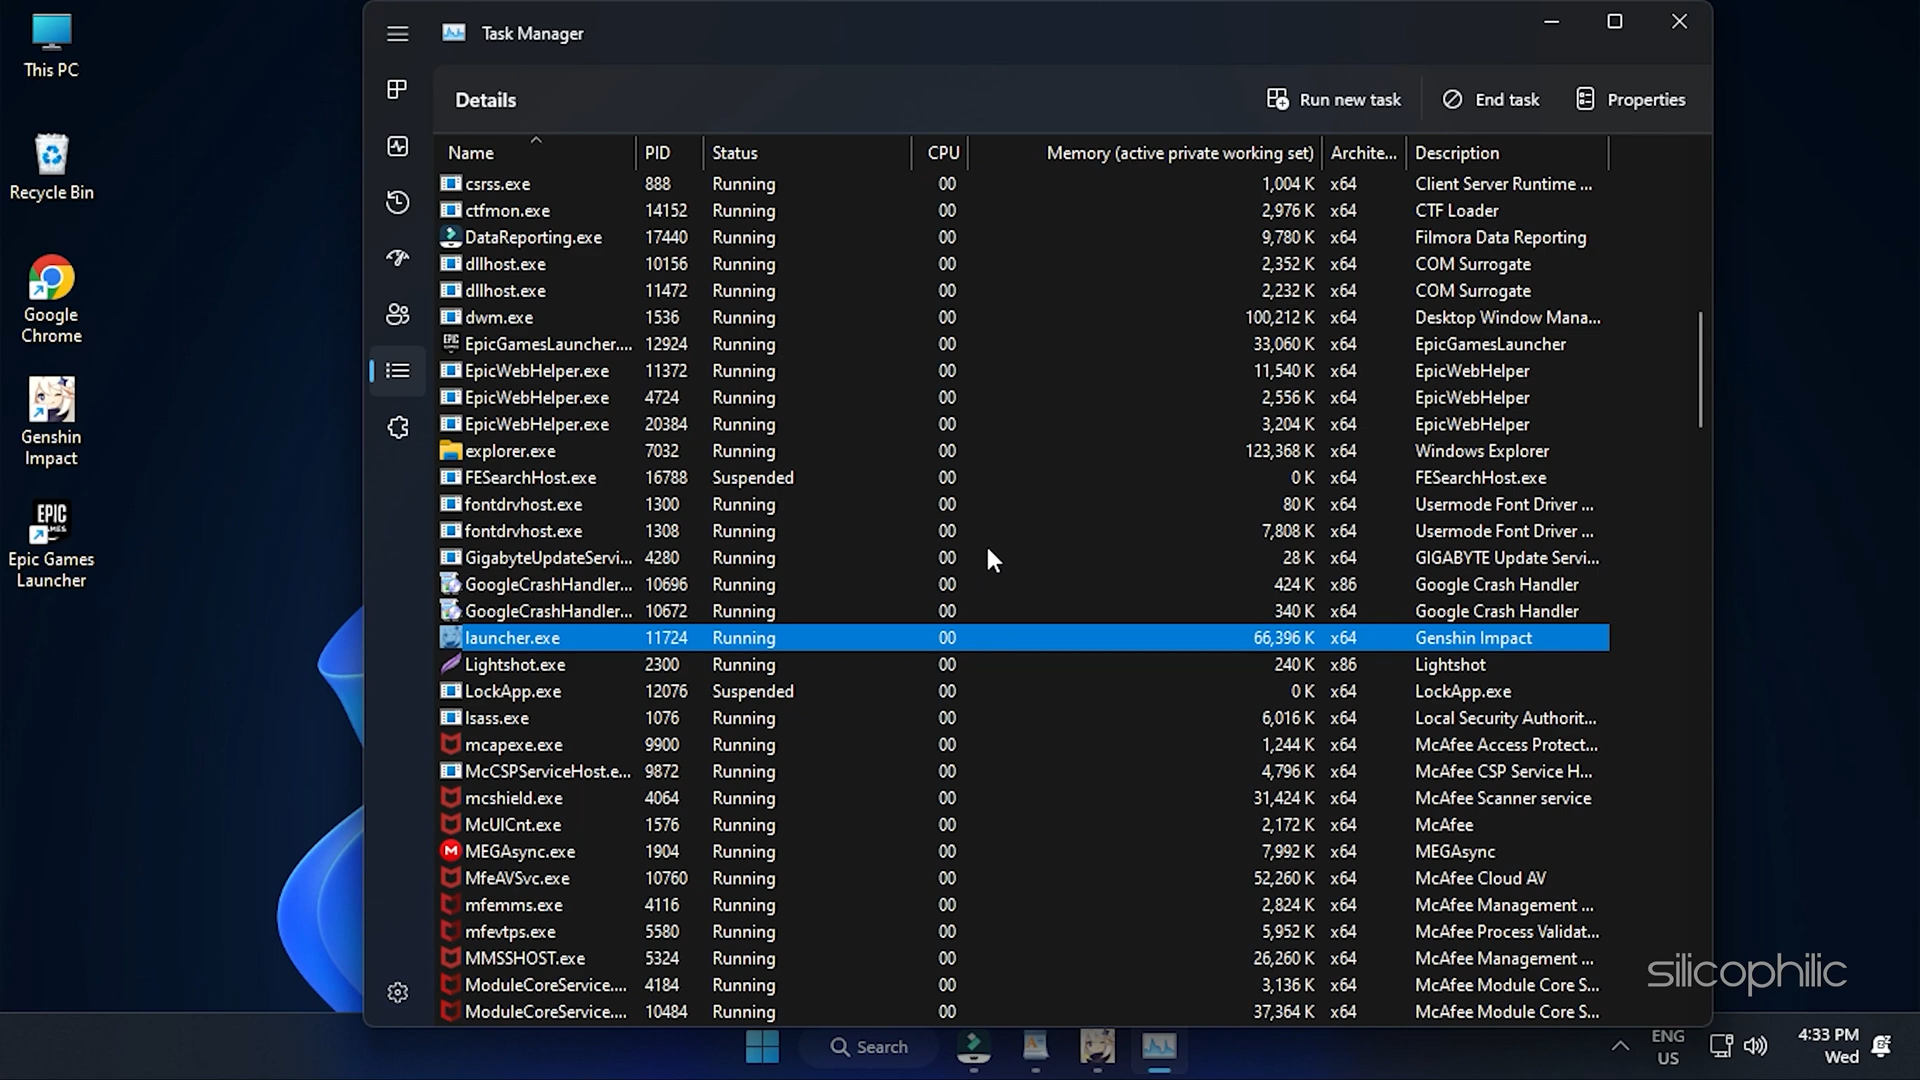 This PC
Recycle Bin
Google
Chrome
Genshin
Impact
EPIC
GAMES
Epic Games
Launcher
Task Manager
Details
Run new task
End task
Properties
Name PID Status CPU Memory (active private working set) Archite... Description
csrss.exe 888 Running 00 1,004 K x64 Client Server Runtime ...
ctfmon.exe 14152 Running 00 2,976 K x64 CTF Loader
DataReporting.exe 17440 Running 00 9,780 K x64 Filmora Data Reporting
dllhost.exe 10156 Running 00 2,352 K x64 COM Surrogate
dllhost.exe 11472 Running 00 2,232 K x64 COM Surrogate
dwm.exe 1536 Running 00 100,212 K x64 Desktop Window Mana...
EpicGamesLauncher.... 12924 Running 00 33,060 K x64 EpicGamesLauncher
EpicWebHelper.exe 11372 Running 00 11,540 K x64 EpicWebHelper
EpicWebHelper.exe 4724 Running 00 2,556 K x64 EpicWebHelper
EpicWebHelper.exe 20384 Running 00 3,204 K x64 EpicWebHelper
explorer.exe 7032 Running 00 123,368 K x64 Windows Explorer
FESearchHost.exe 16788 Suspended 00 0 K x64 FESearchHost.exe
fontdrvhost.exe 1300 Running 00 80 K x64 Usermode Font Driver ...
fontdrvhost.exe 1308 Running 00 7,808 K x64 Usermode Font Driver ...
GigabyteUpdateServi... 4280 Running 00 28 K x64 GIGABYTE Update Servi...
GoogleCrashHandler... 10696 Running 00 424 K x86 Google Crash Handler
GoogleCrashHandler... 10672 Running 00 340 K x64 Google Crash Handler
launcher.exe 11724 Running 00 66,396 K x64 Genshin Impact
Lightshot.exe 2300 Running 00 240 K x86 Lightshot
LockApp.exe 12076 Suspended 00 0 K x64 LockApp.exe
lsass.exe 1076 Running 00 6,016 K x64 Local Security Authorit...
mcapexe.exe 9900 Running 00 1,244 K x64 McAfee Access Protect...
McCSPServiceHost.e... 9872 Running 00 4,796 K x64 McAfee CSP Service H...
mcshield.exe 4064 Running 00 31,424 K x64 McAfee Scanner service
McUICnt.exe 1576 Running 00 2,172 K x64 McAfee
MEGAsync.exe 1904 Running 00 7,992 K x64 MEGAsync
MfeAVSvc.exe 10760 Running 00 52,260 K x64 McAfee Cloud AV
mfemms.exe 4116 Running 00 2,824 K x64 McAfee Management ...
mfevtps.exe 5580 Running 00 5,952 K x64 McAfee Process Validat...
MMSSHOST.exe 5324 Running 00 26,260 K x64 McAfee Management ...
ModuleCoreService.... 4184 Running 00 3,136 K x64 McAfee Module Core S...
ModuleCoreService.... 10484 Running 00 37,364 K x64 McAfee Module Core S...
silicophilic
Search
ENG
US
4:33 PM
Wed